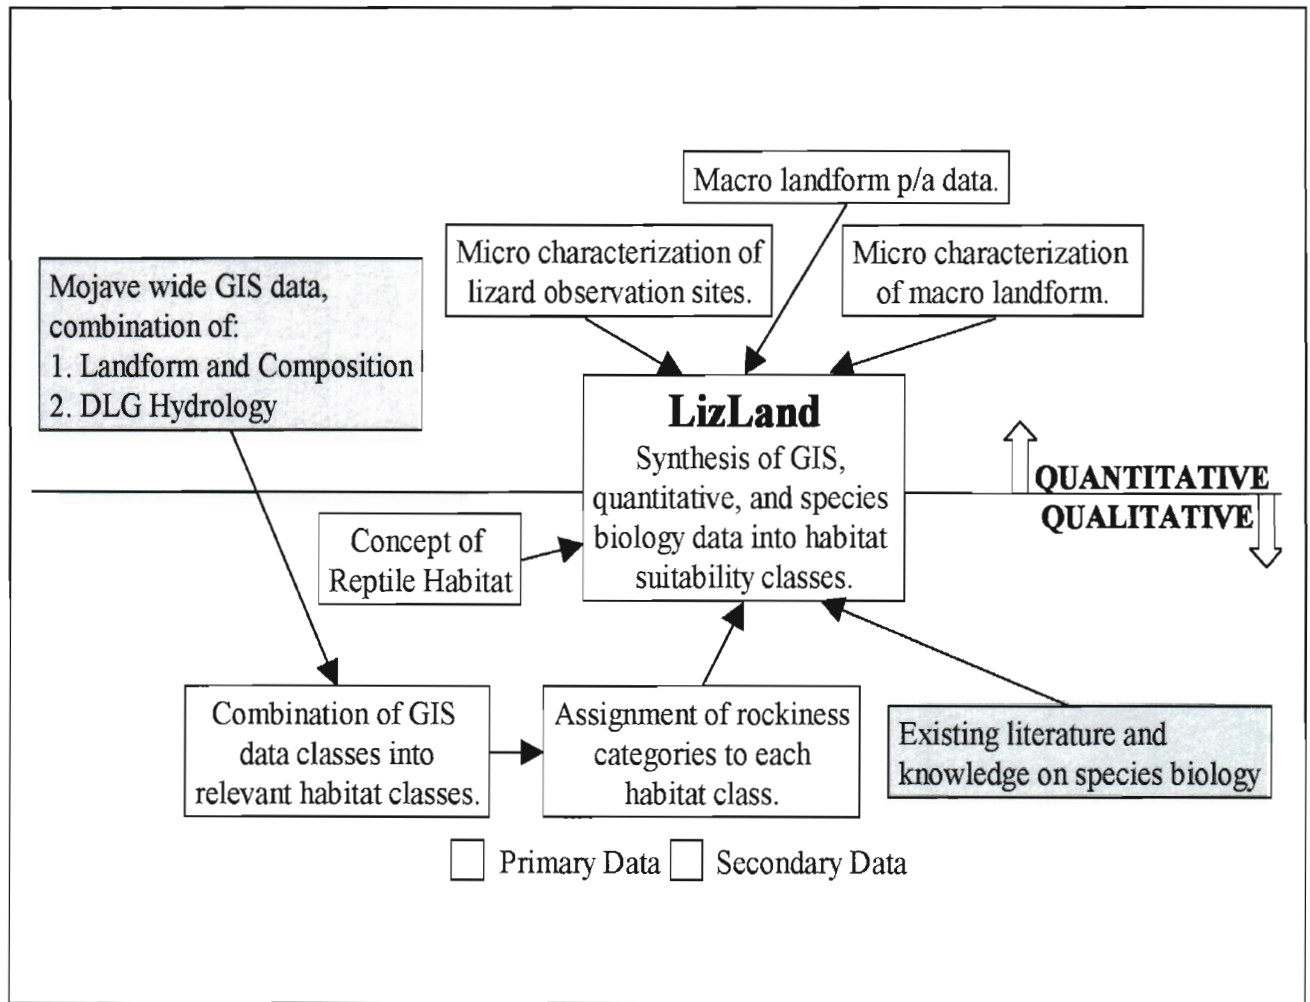 Macro landform p/a data.
Micro characterization of
lizard observation sites.
Micro characterization
of macro landform.
Mojave wide GIS data,
combination of:
1. Landform and Composition
2. DLG Hydrology
LizLand
Synthesis of GIS,
quantitative, and species
biology data into habitat
suitability classes.
QUANTITATIVE
QUALITATIVE
Concept of
Reptile Habitat
Combination of GIS
data classes into
relevant habitat classes.
Assignment of rockiness
categories to each
habitat class.
Existing literature and
knowledge on species biology
Primary Data
Secondary Data